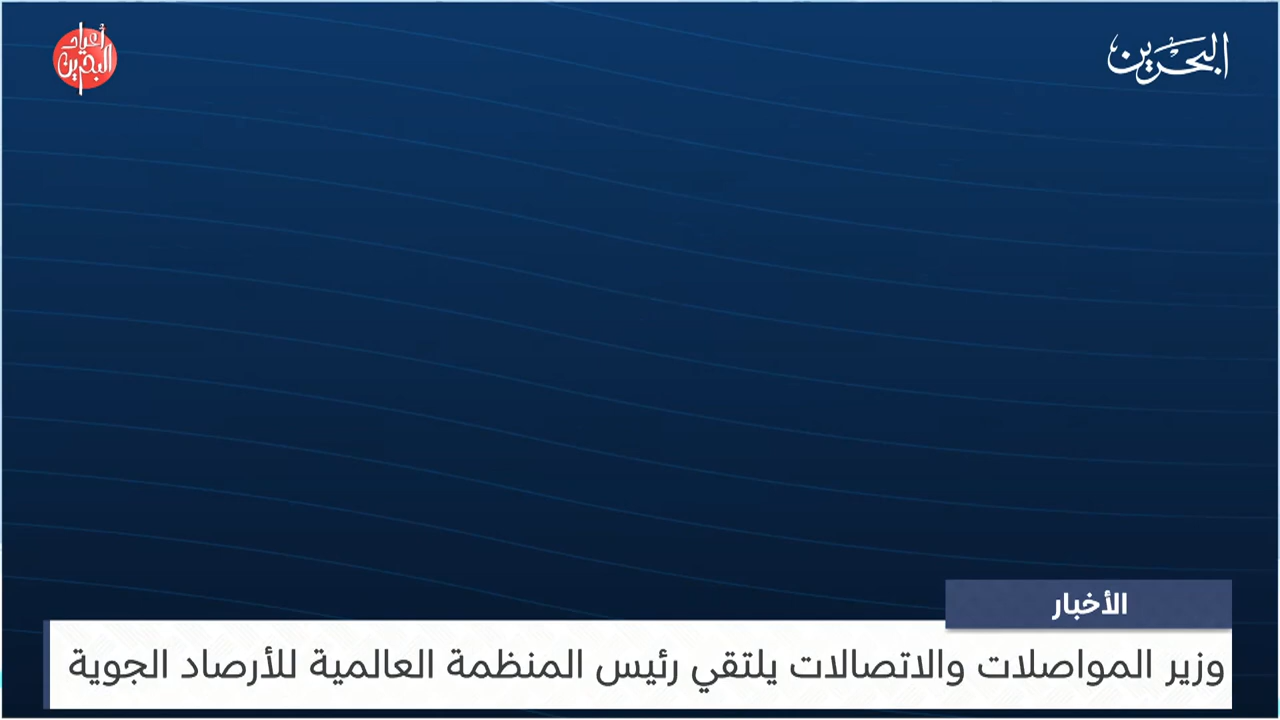 البحرين
أعياد
البحرين
الأخبار
وزير المواصلات والاتصالات يلتقي رئيس المنظمة العالمية للأرصاد الجوية